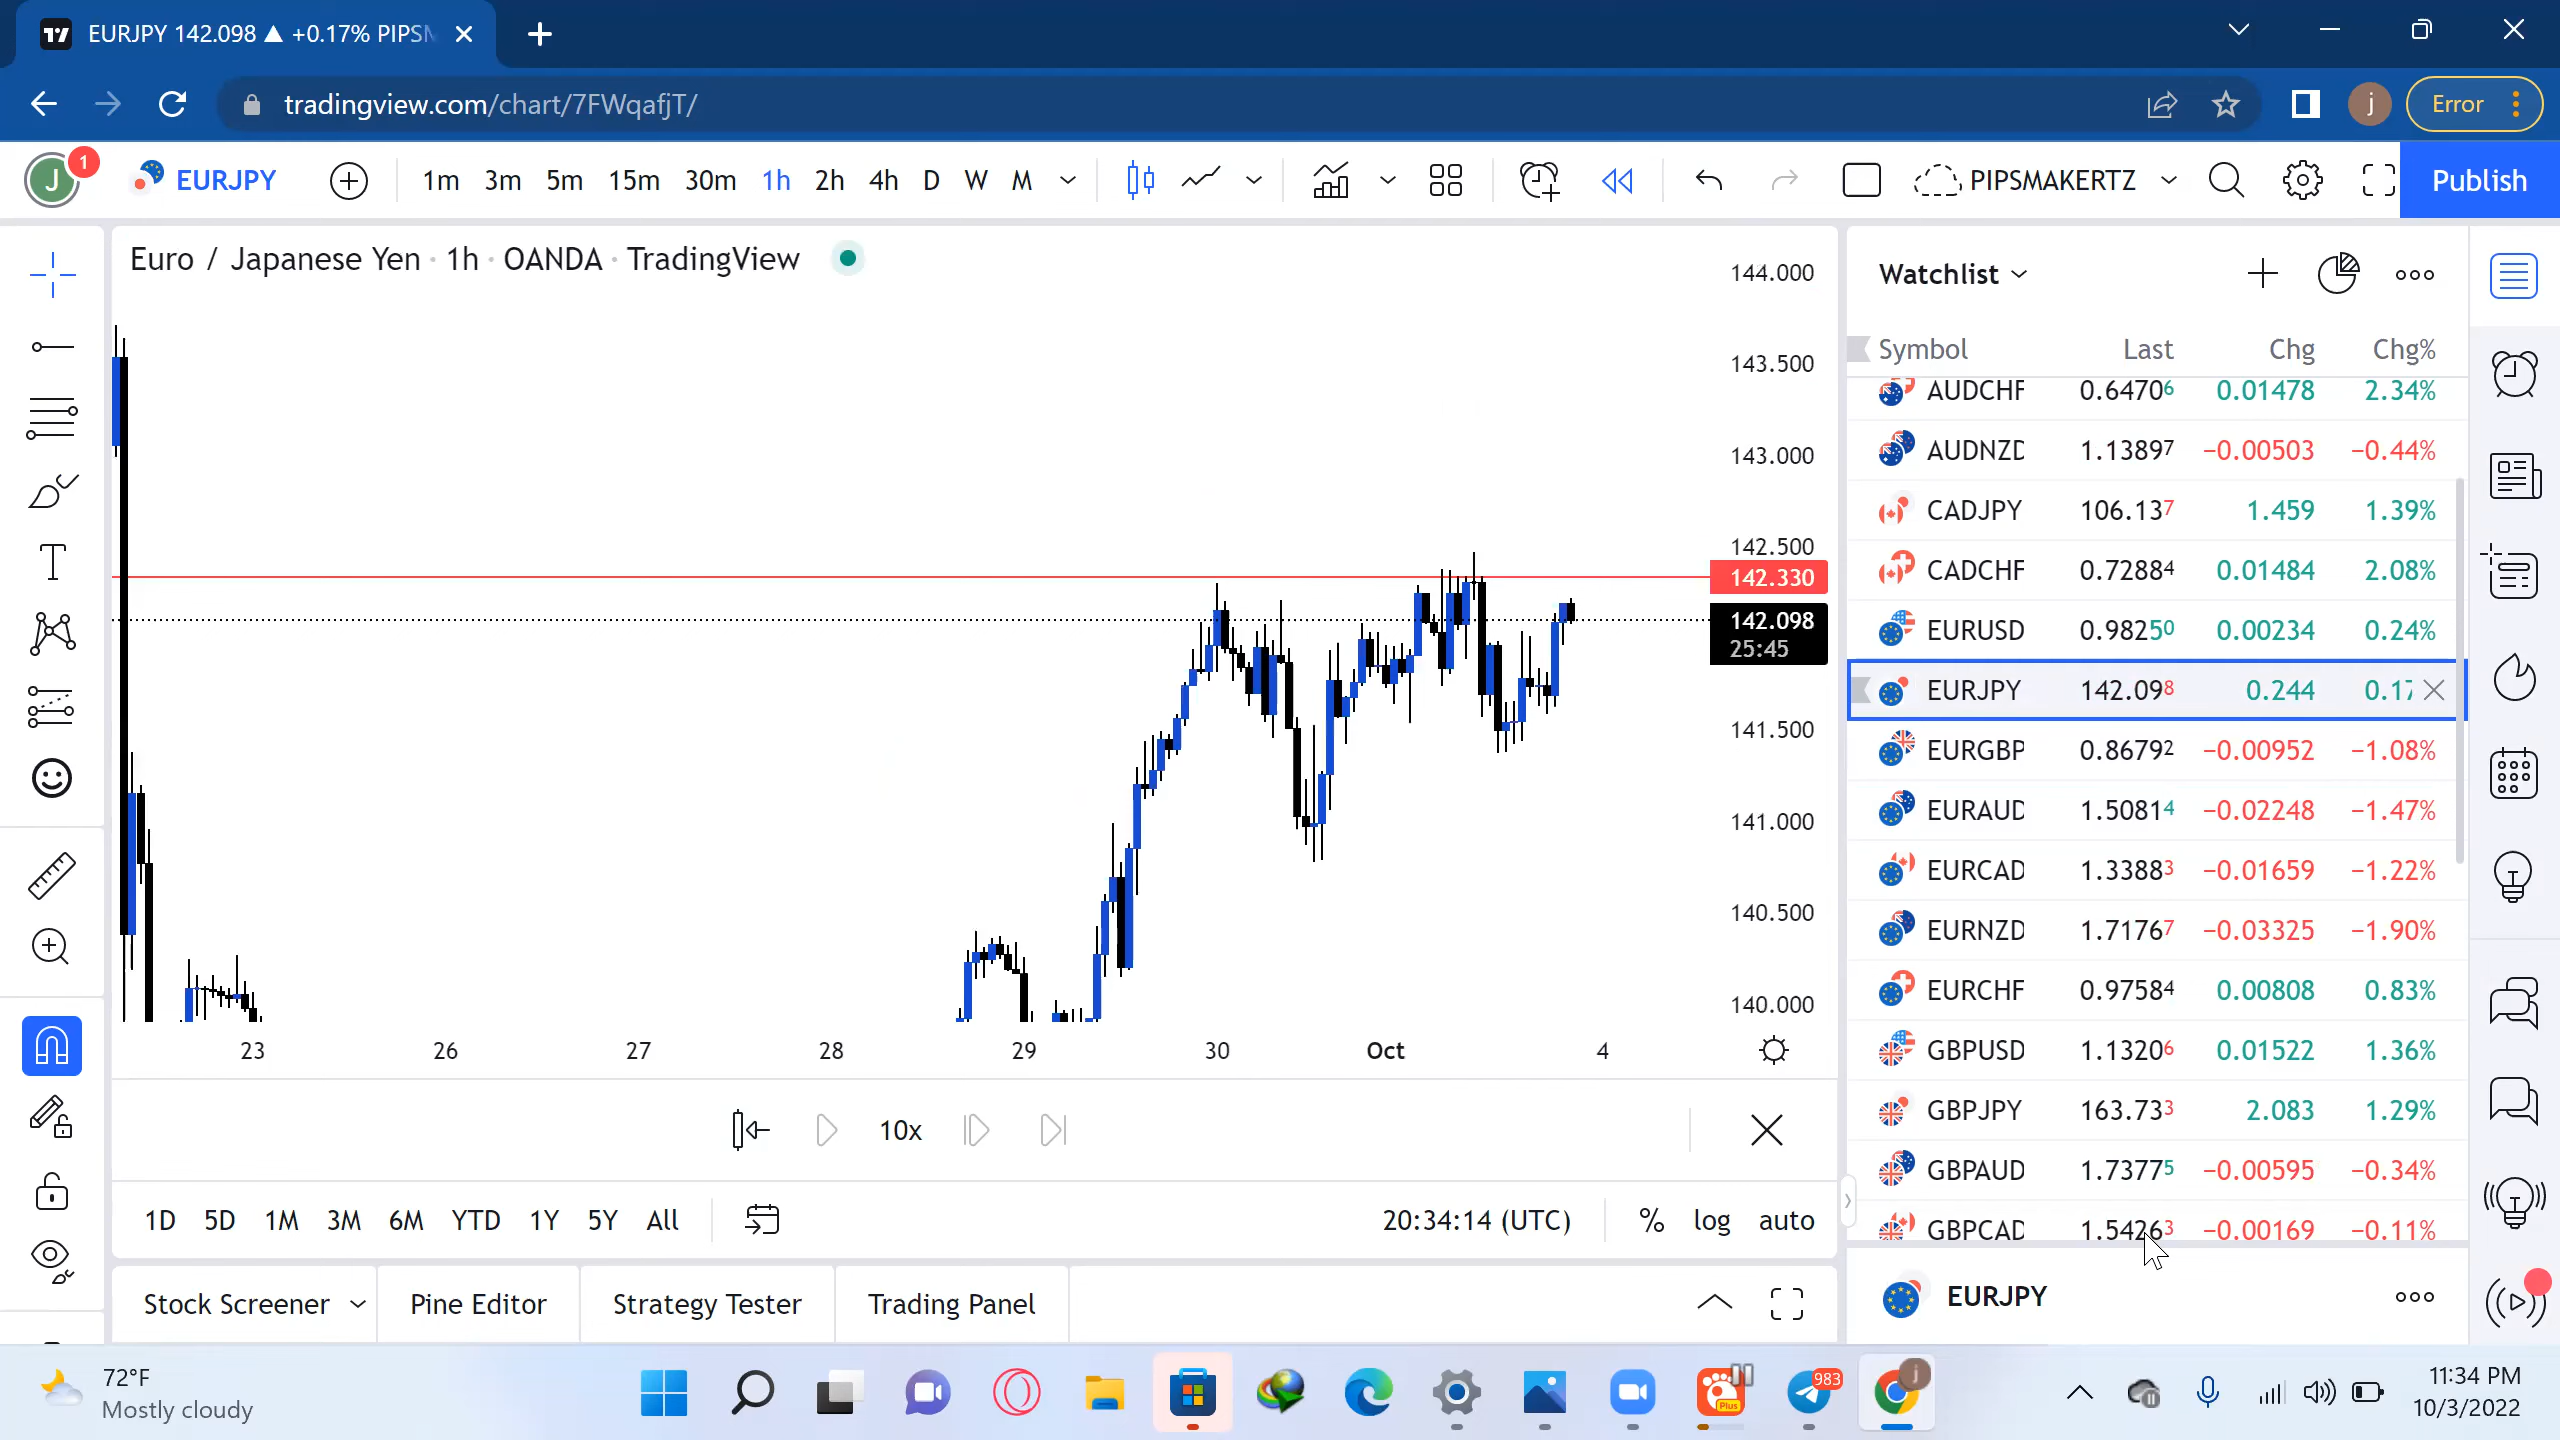 EURJPY 142.098 ▲ +0.17% PIPSM
tradingview.com/chart/7FWqafjT/
j
Error
J
1
EURJPY
1m 3m 5m 15m 30m 1h 2h 4h D W M
PIPSMAKERTZ
Publish
Euro / Japanese Yen · 1h · OANDA · TradingView
144.000
143.500
143.000
142.500
142.330
142.098
25:45
141.500
141.000
140.500
140.000
23 26 27 28 29 30 Oct 4
10x
1D 5D 1M 3M 6M YTD 1Y 5Y All
20:34:14 (UTC)
% log auto
Stock Screener
Pine Editor
Strategy Tester
Trading Panel
Watchlist
Symbol Last Chg Chg%
AUDCHF 0.64706 0.01478 2.34%
AUDNZD 1.13897 −0.00503 −0.44%
CADJPY 106.137 1.459 1.39%
CADCHF 0.72884 0.01484 2.08%
EURUSD 0.98250 0.00234 0.24%
EURJPY 142.098 0.244 0.17
EURGBP 0.86792 −0.00952 −1.08%
EURAUD 1.50814 −0.02248 −1.47%
EURCAD 1.33883 −0.01659 −1.22%
EURNZD 1.71767 −0.03325 −1.90%
EURCHF 0.97584 0.00808 0.83%
GBPUSD 1.13206 0.01522 1.36%
GBPJPY 163.733 2.083 1.29%
GBPAUD 1.73775 −0.00595 −0.34%
GBPCAD 1.54263 −0.00169 −0.11%
EURJPY
72°F
Mostly cloudy
Plus
983
j
11:34 PM
10/3/2022